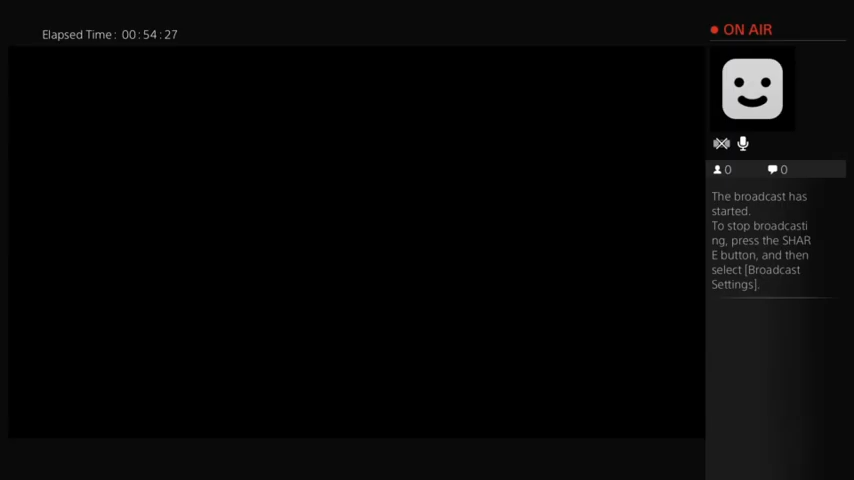 Elapsed Time: 00:54:27
ON AIR
0 0
The broadcast has
started.
To stop broadcasti
ng, press the SHAR
E button, and then
select [Broadcast
Settings].